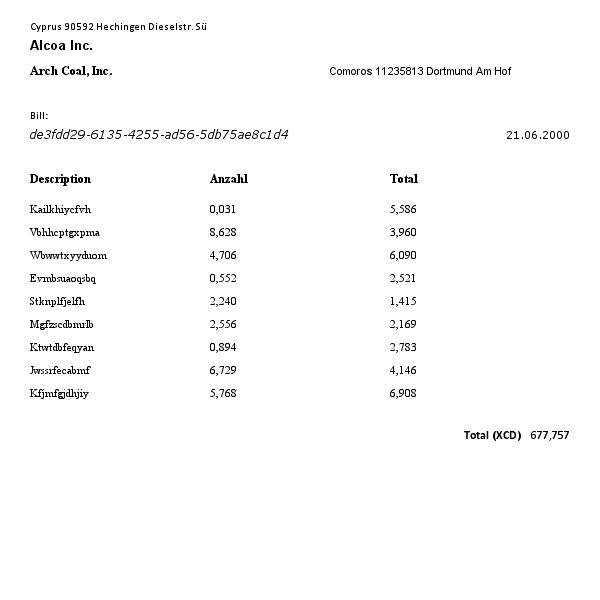 Cyprus 90592 Hechingen Dieselstr. Sü
Alcoa Inc.
Arch Coal, Inc. Comoros 11235813 Dortmund Am Hof
Bill:
de3fdd29-6135-4255-ad56-5db75ae8c1d4 21.06.2000
Description Anzahl Total
Kailkhiycfvh 0,031 5,586
Vbhhcptgxpma 8,628 3,960
Wbwwtxyyduom 4,706 6,090
Evmbsuaoqsbq 0,552 2,521
Stknplfjelfh 2,240 1,415
Mgfzscdbmrlb 2,556 2,169
Ktwtdbfeqyan 0,894 2,783
Jwssrfecabmf 6,729 4,146
Kfjmfgjdhjiy 5,768 6,908
Total (XCD) 677,757